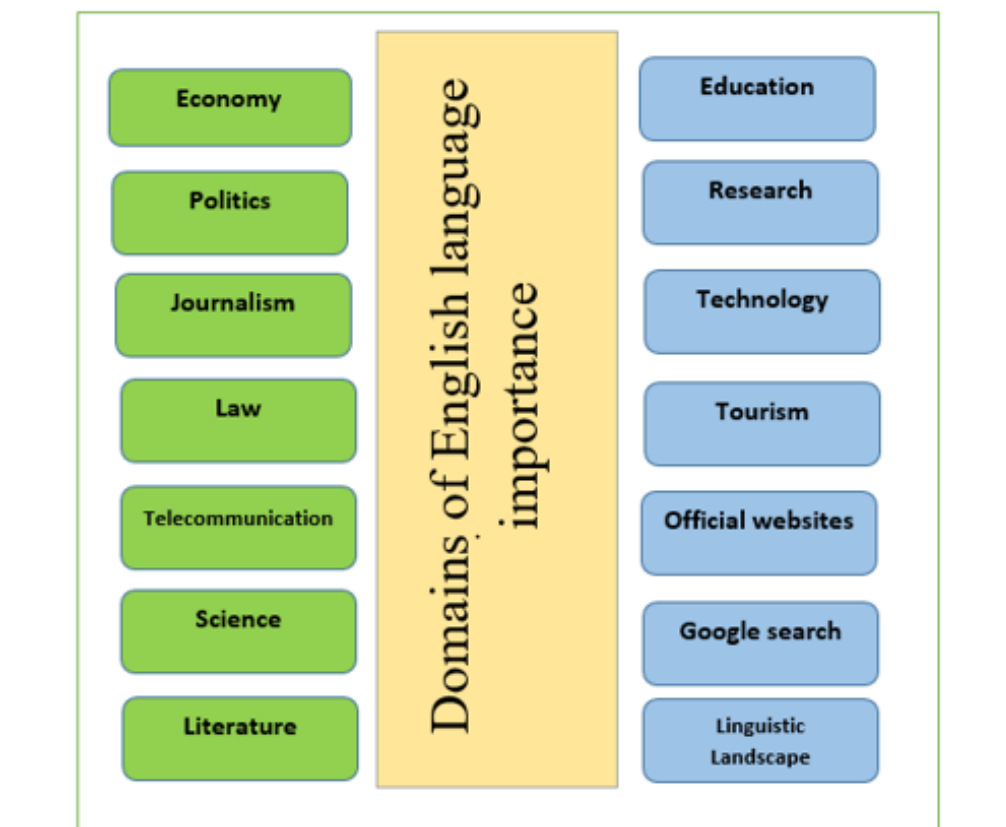 Economy
Politics
Journalism
Law
Telecommunication
Science
Literature
Domains of English language
importance
Education
Research
Technology
Tourism
Official websites
Google search
Linguistic
Landscape